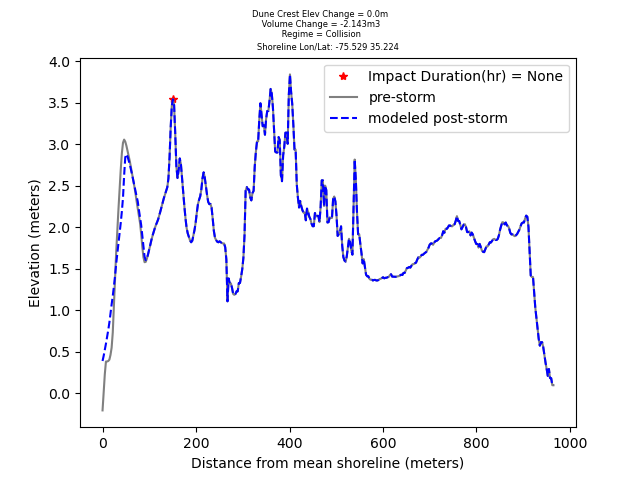 Dune Crest Elev Change = 0.0m
Volume Change = -2.143m3
Regime = Collision
Shoreline Lon/Lat: -75.529 35.224
Impact Duration(hr) = None
pre-storm
modeled post-storm
4.0
3.5
3.0
2.5
2.0
1.5
1.0
0.5
0.0
Elevation (meters)
0 200 400 600 800 1000
Distance from mean shoreline (meters)